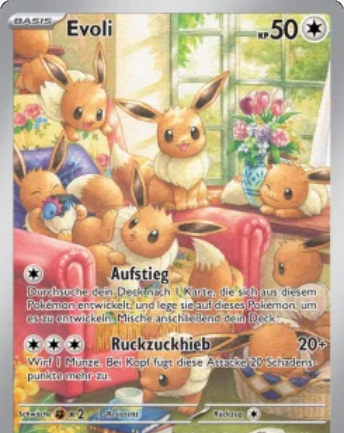 BASIS Evoli KP 50
Aufstieg
Durchsuche dein Deck nach 1 Karte, die sich aus diesem
Pokémon entwickelt, und lege sie auf dieses Pokémon, um
es zu entwickeln. Mische anschließend dein Deck.
Ruckzuckhieb 20+
Wirf 1 Münze. Bei Kopf fügt diese Attacke 20 Schadens-
punkte mehr zu.
Schwäche ×2 Resistenz Rückzug